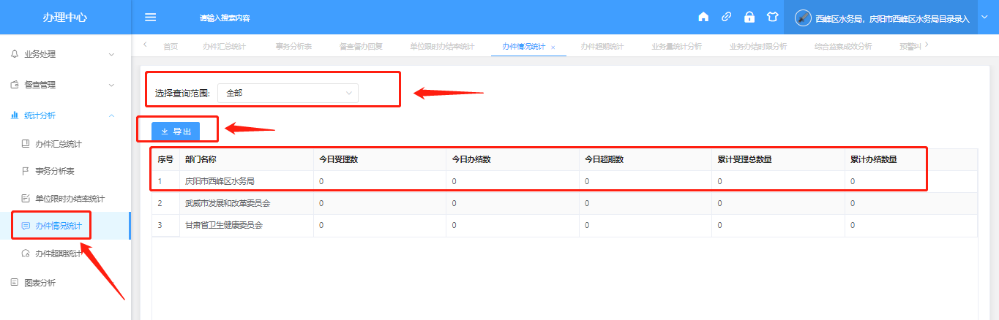 办理中心
请输入搜索内容
西峰区水务局，庆阳市西峰区水务局目录录入
业务处理
督查管理
统计分析
办件汇总统计
事务分析表
单位限时办结率统计
办件情况统计
办件超期统计
图表分析
首页 办件汇总统计 事务分析表 督查督办回复 单位限时办结率统计 办件情况统计 × 办件超期统计 业务量统计分析 业务办结时限分析 综合监察成效分析 预警纠
选择查询范围: 全部
导出
序号 部门名称 今日受理数 今日办结数 今日超期数 累计受理总数量 累计办结数量
1 庆阳市西峰区水务局 0 0 0 0 0
2 武威市发展和改革委员会 0 0 0 0 0
3 甘肃省卫生健康委员会 0 0 0 0 0